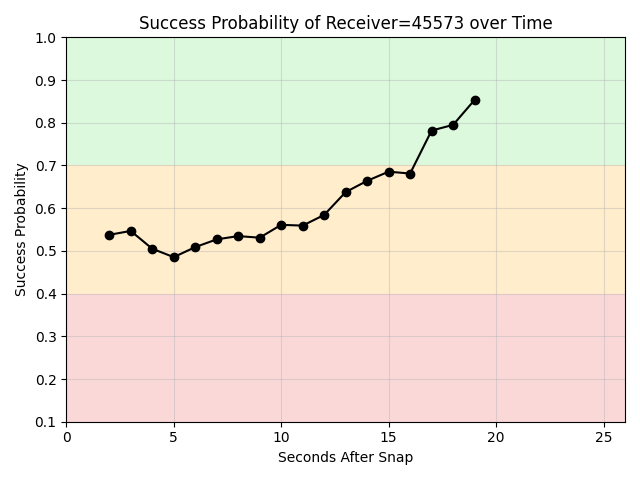 Success Probability of Receiver=45573 over Time
1.0
0.9
0.8
0.7
0.6
0.5
0.4
0.3
0.2
0.1
Success Probability
0 5 10 15 20 25
Seconds After Snap